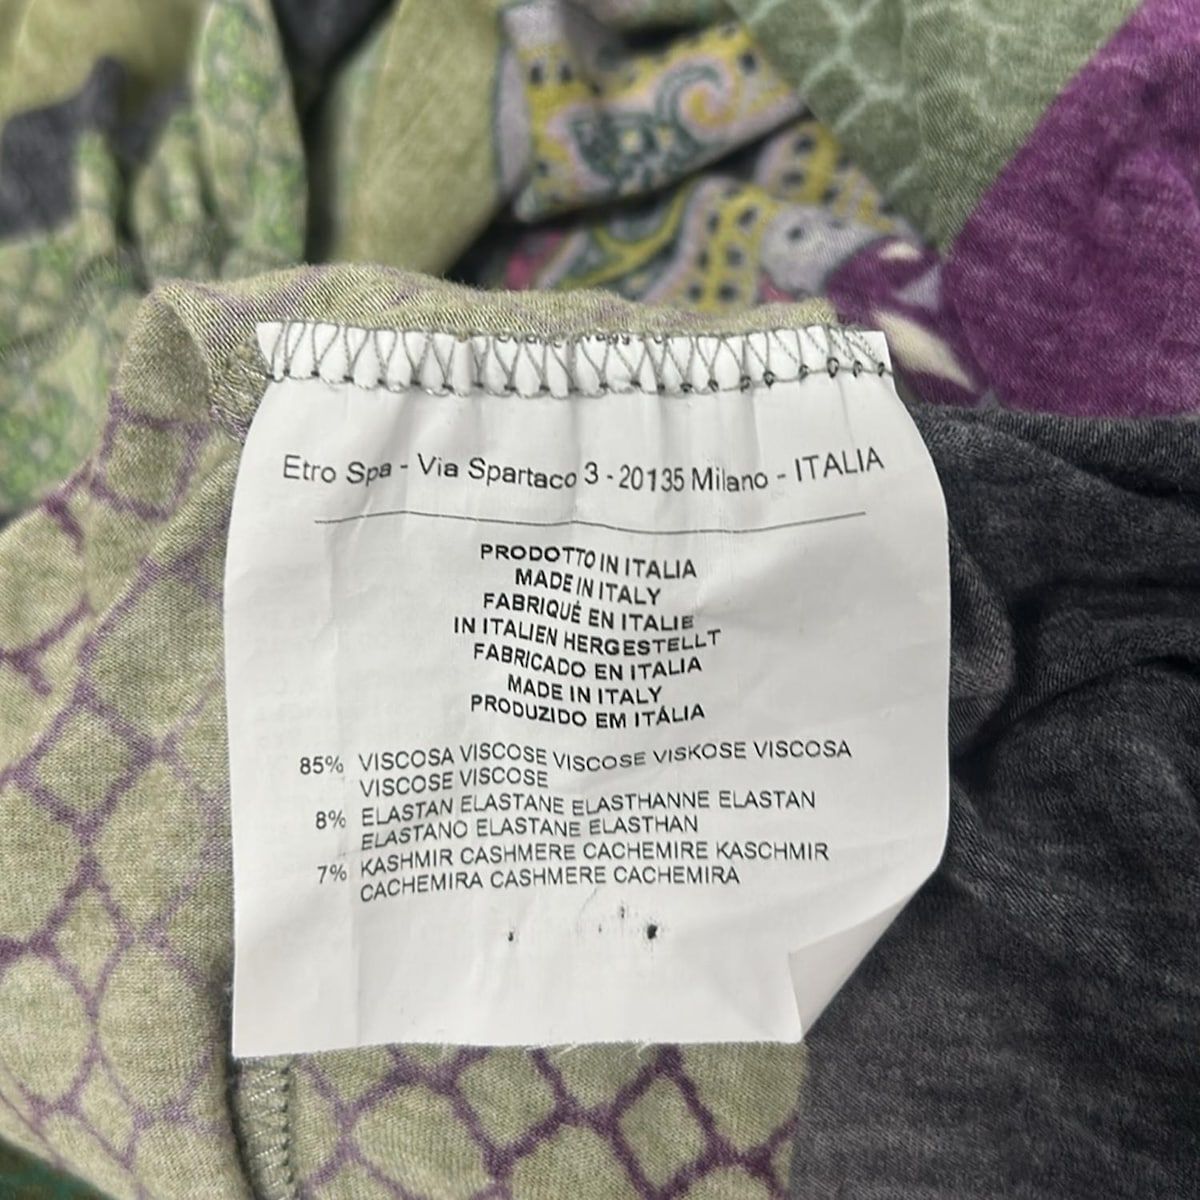 Etro Spa - Via Spartaco 3 - 20135 Milano - ITALIA
PRODOTTO IN ITALIA
MADE IN ITALY
FABRIQUÉ EN ITALIE
IN ITALIEN HERGESTELLT
FABRICADO EN ITALIA
MADE IN ITALY
PRODUZIDO EM ITÁLIA
85% VISCOSA VISCOSE VISCOSE VISKOSE VISCOSA
VISCOSE VISCOSE
8% ELASTAN ELASTANE ELASTHANNE ELASTAN
ELASTANO ELASTANE ELASTHAN
7% KASHMIR CASHMERE CACHEMIRE KASCHMIR
CACHEMIRA CASHMERE CACHEMIRA